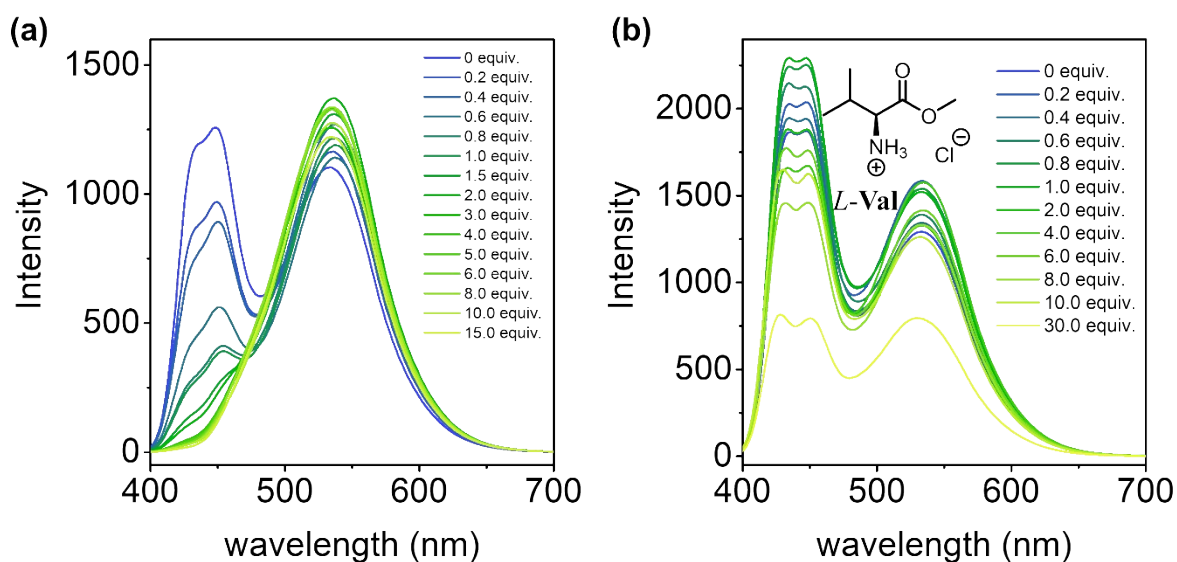 (a)
1500
1000
500
0
Intensity
400 500 600 700
wavelength (nm)
0 equiv.
0.2 equiv.
0.4 equiv.
0.6 equiv.
0.8 equiv.
1.0 equiv.
1.5 equiv.
2.0 equiv.
3.0 equiv.
4.0 equiv.
5.0 equiv.
6.0 equiv.
8.0 equiv.
10.0 equiv.
15.0 equiv.
(b)
2000
1500
1000
500
0
Intensity
400 500 600 700
wavelength (nm)
O
O
NH3
⊕
Cl ⊖
L-Val
0 equiv.
0.2 equiv.
0.4 equiv.
0.6 equiv.
0.8 equiv.
1.0 equiv.
2.0 equiv.
4.0 equiv.
6.0 equiv.
8.0 equiv.
10.0 equiv.
30.0 equiv.